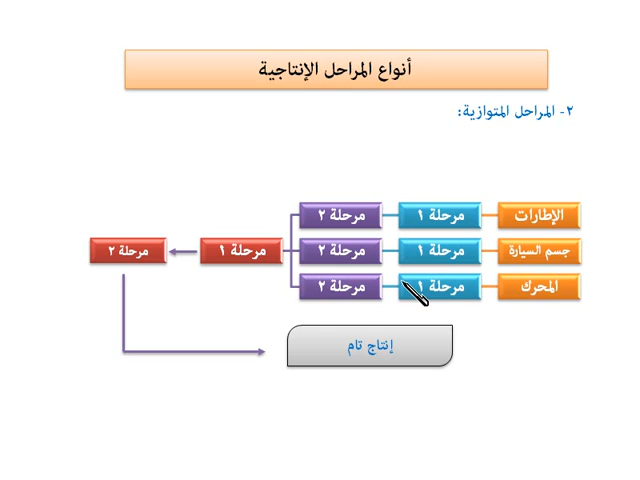 أنواع المراحل الإنتاجية
٢- المراحل المتوازية:
الإطارات
مرحلة ١
مرحلة ٢
جسم السيارة
مرحلة ١
مرحلة ٢
مرحلة ١
مرحلة ٢
المحرك
مرحلة ١
مرحلة ٢
إنتاج تام